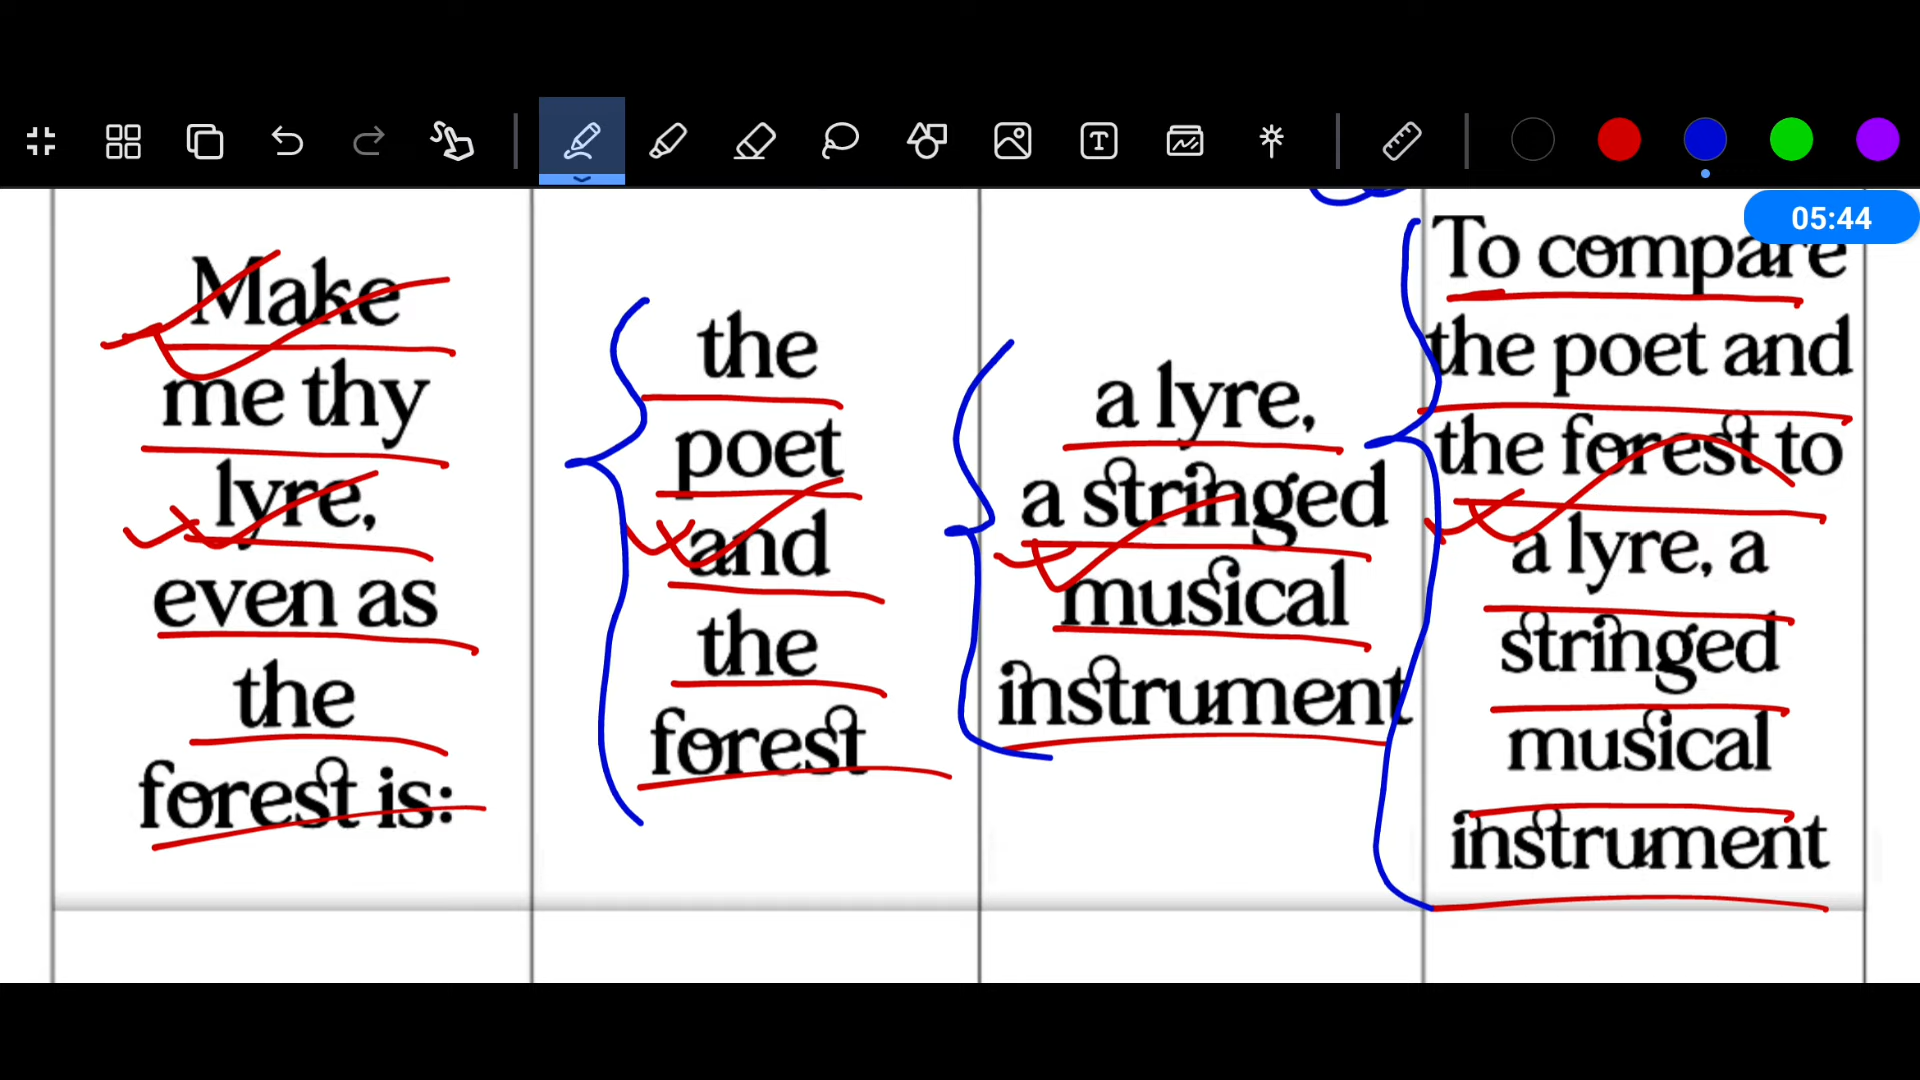 05:44
Make
me thy
lyre,
even as
the
forest is:
the
poet
and
the
forest
a lyre,
a stringed
musical
instrument
To compare
the poet and
the forest to
a lyre, a
stringed
musical
instrument